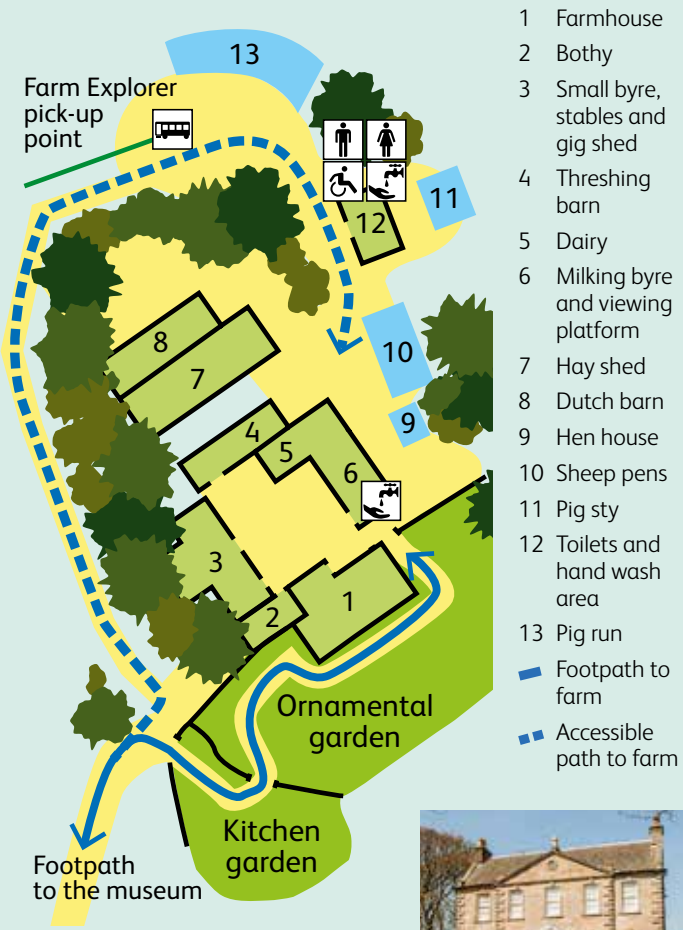 Farm Explorer
pick-up
point
13
12
11
8
7
10
9
4
5
6
3
2
1
Ornamental
garden
Kitchen
garden
Footpath
to the museum
1 Farmhouse
2 Bothy
3 Small byre,
stables and
gig shed
4 Threshing
barn
5 Dairy
6 Milking byre
and viewing
platform
7 Hay shed
8 Dutch barn
9 Hen house
10 Sheep pens
11 Pig sty
12 Toilets and
hand wash
area
13 Pig run
Footpath to
farm
Accessible
path to farm